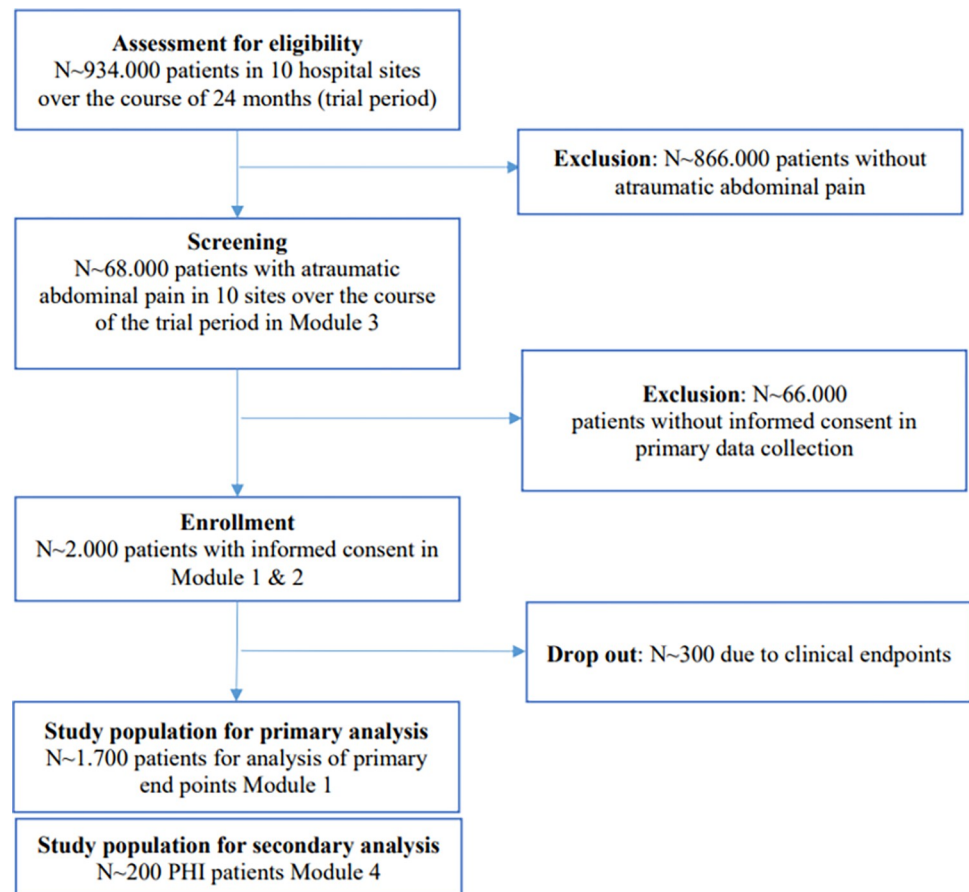 Assessment for eligibility
N~934.000 patients in 10 hospital sites
over the course of 24 months (trial period)
Exclusion: N~866.000 patients without
atraumatic abdominal pain
Screening
N~68.000 patients with atraumatic
abdominal pain in 10 sites over the course
of the trial period in Module 3
Exclusion: N~66.000
patients without informed consent in
primary data collection
Enrollment
N~2.000 patients with informed consent in
Module 1 & 2
Drop out: N~300 due to clinical endpoints
Study population for primary analysis
N~1.700 patients for analysis of primary
end points Module 1
Study population for secondary analysis
N~200 PHI patients Module 4